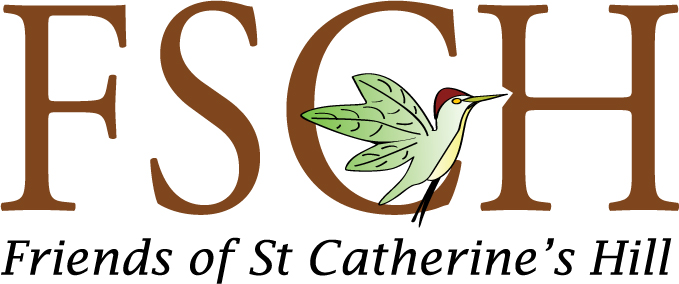 FSCH
Friends of St Catherine’s Hill